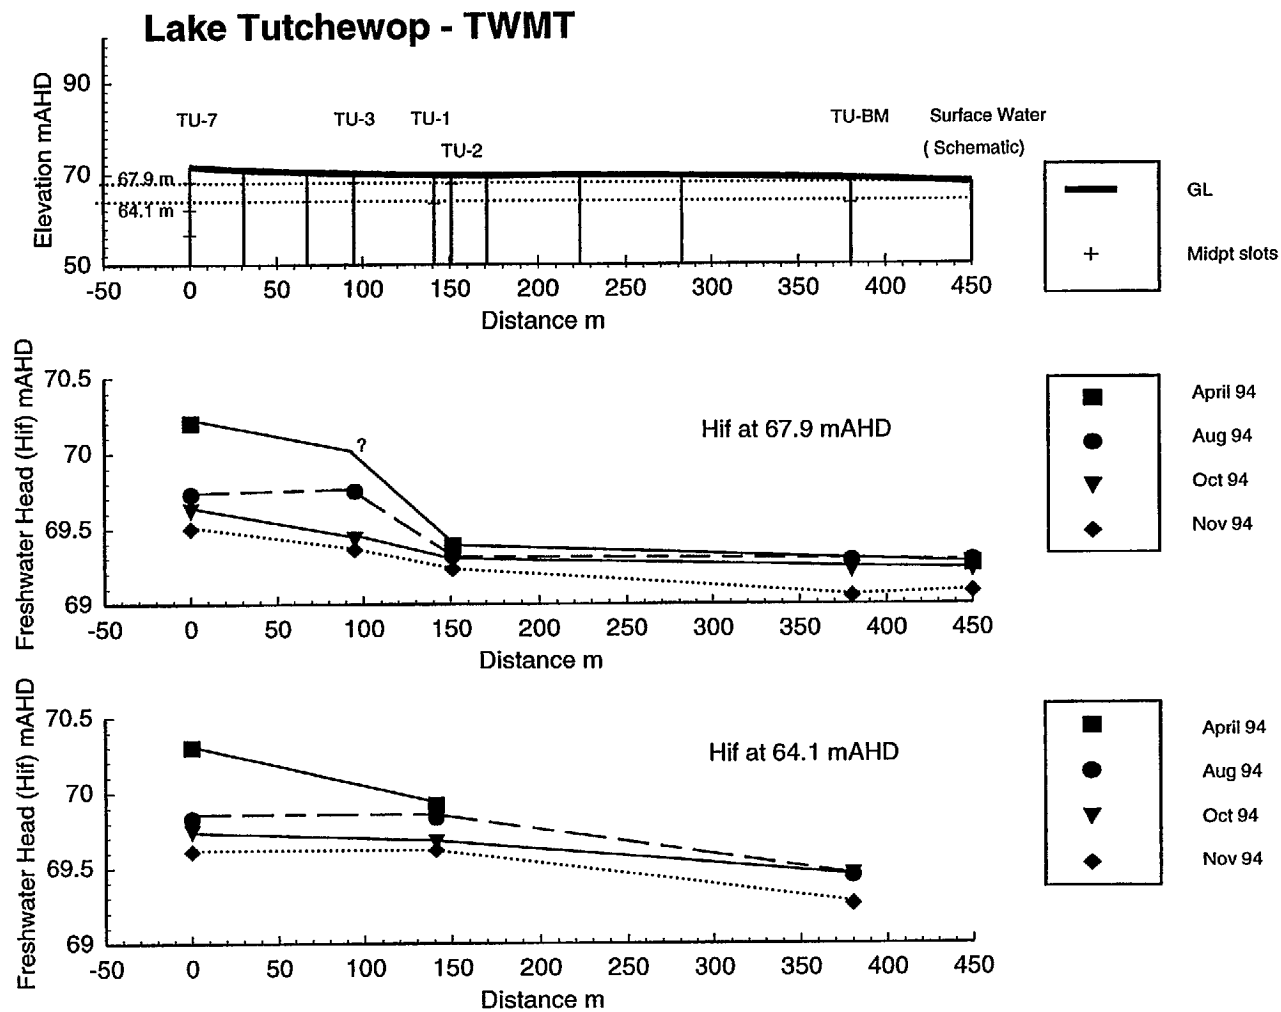 Lake Tutchewop - TWMT
Elevation mAHD
90
70
50
TU-7
TU-3
TU-1
TU-2
TU-BM
Surface Water
( Schematic)
67.9 m
64.1 m
-50 0 50 100 150 200 250 300 350 400 450
Distance m
GL
Midpt slots
Freshwater Head (Hif) mAHD
70.5
70
69.5
69
?
Hif at 67.9 mAHD
-50 0 50 100 150 200 250 300 350 400 450
Distance m
April 94
Aug 94
Oct 94
Nov 94
Freshwater Head (Hif) mAHD
70.5
70
69.5
69
Hif at 64.1 mAHD
-50 0 50 100 150 200 250 300 350 400 450
Distance m
April 94
Aug 94
Oct 94
Nov 94